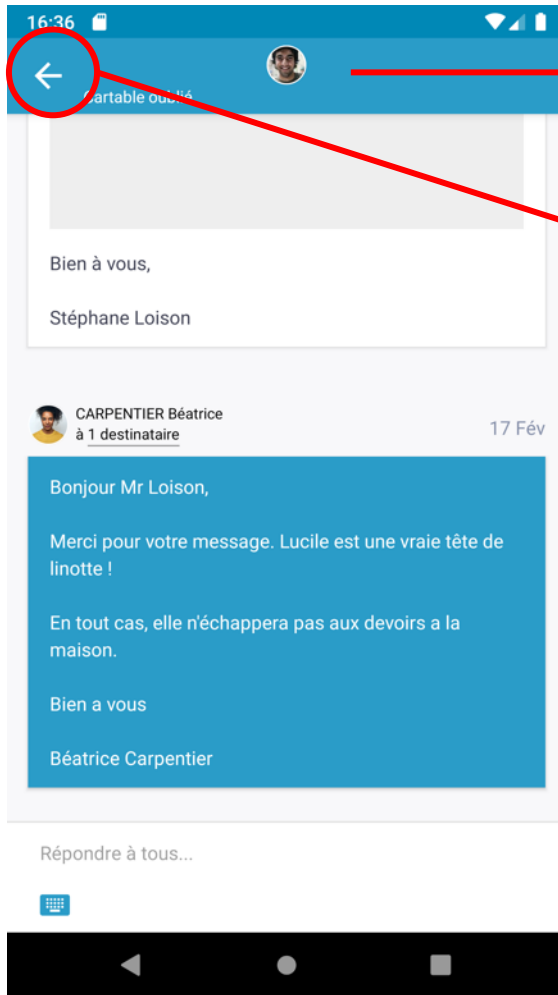 16:36
Cartable oublié
Bien à vous,
Stéphane Loison
CARPENTIER Béatrice
à 1 destinataire
17 Fév
Bonjour Mr Loison,
Merci pour votre message. Lucile est une vraie tête de
linotte !
En tout cas, elle n'échappera pas aux devoirs a la
maison.
Bien a vous
Béatrice Carpentier
Répondre à tous...